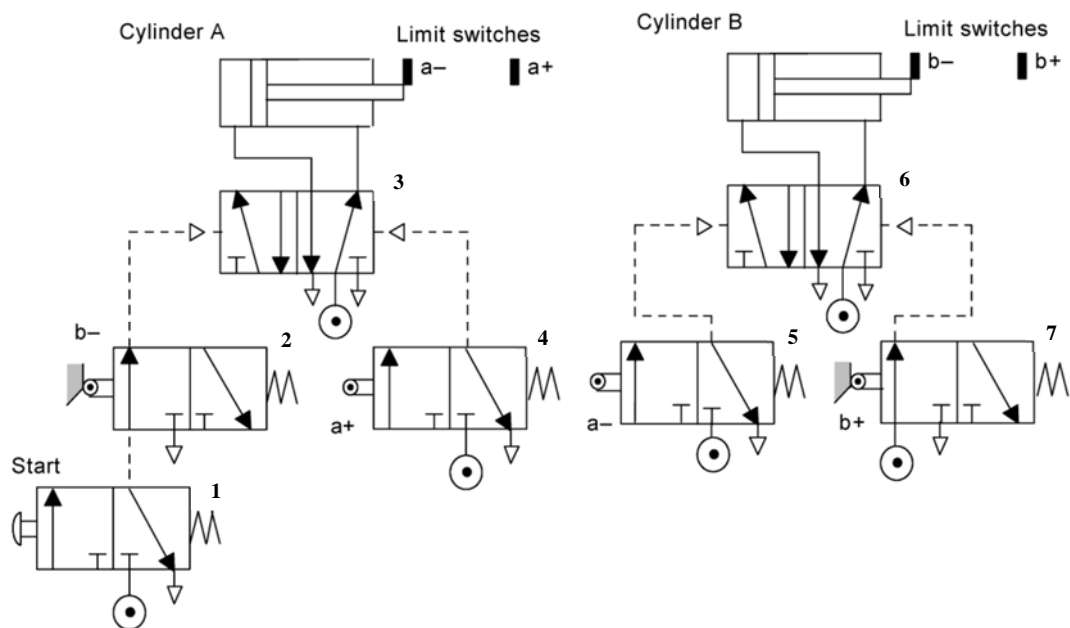 Cylinder A
Limit switches
a−
a+
Cylinder B
Limit switches
b−
b+
3
6
b−
2
4
a+
5
a−
7
b+
Start
1